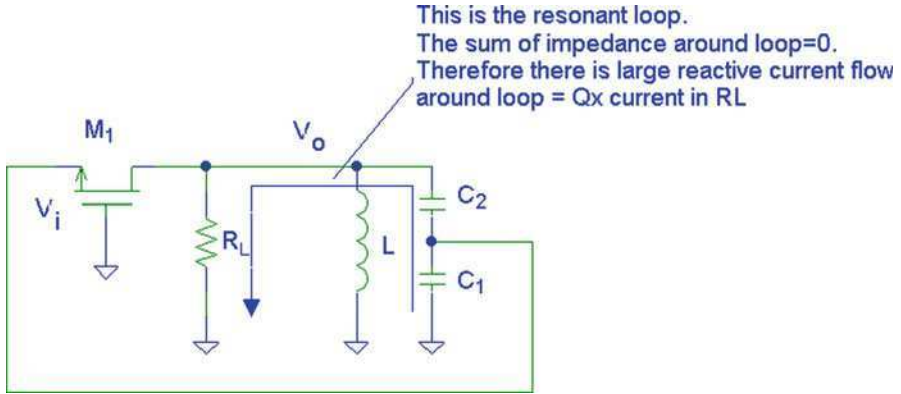 This is the resonant loop.
The sum of impedance around loop=0.
Therefore there is large reactive current flow
around loop = Qx current in RL
M1
Vo
Vi
RL
L
C2
C1